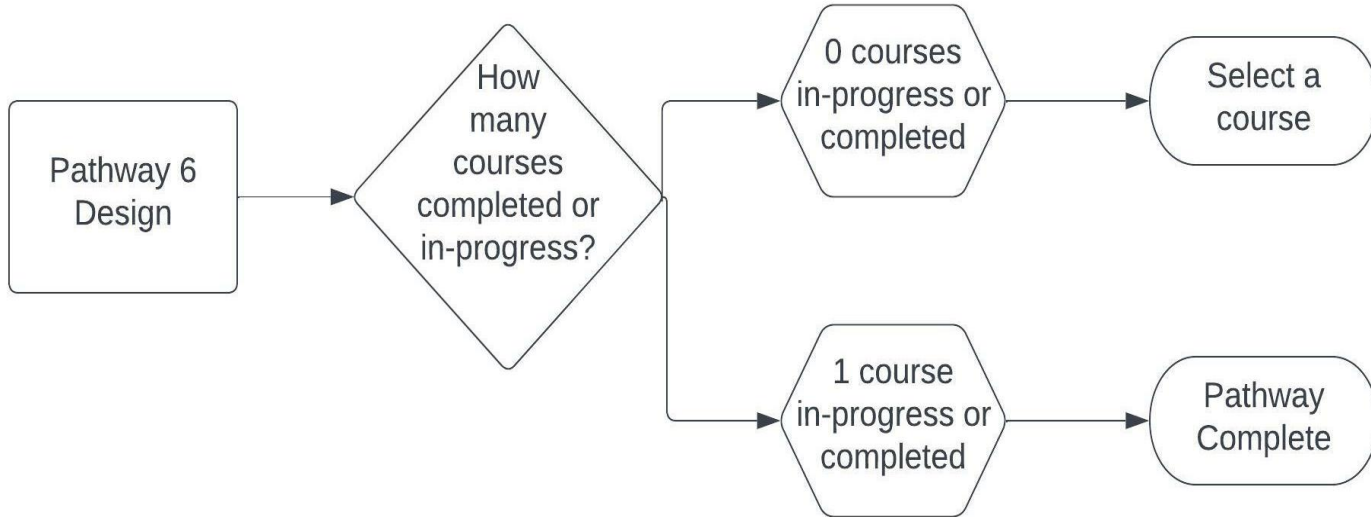 Pathway 6
Design
How
many
courses
completed or
in-progress?
0 courses
in-progress or
completed
Select a
course
1 course
in-progress or
completed
Pathway
Complete